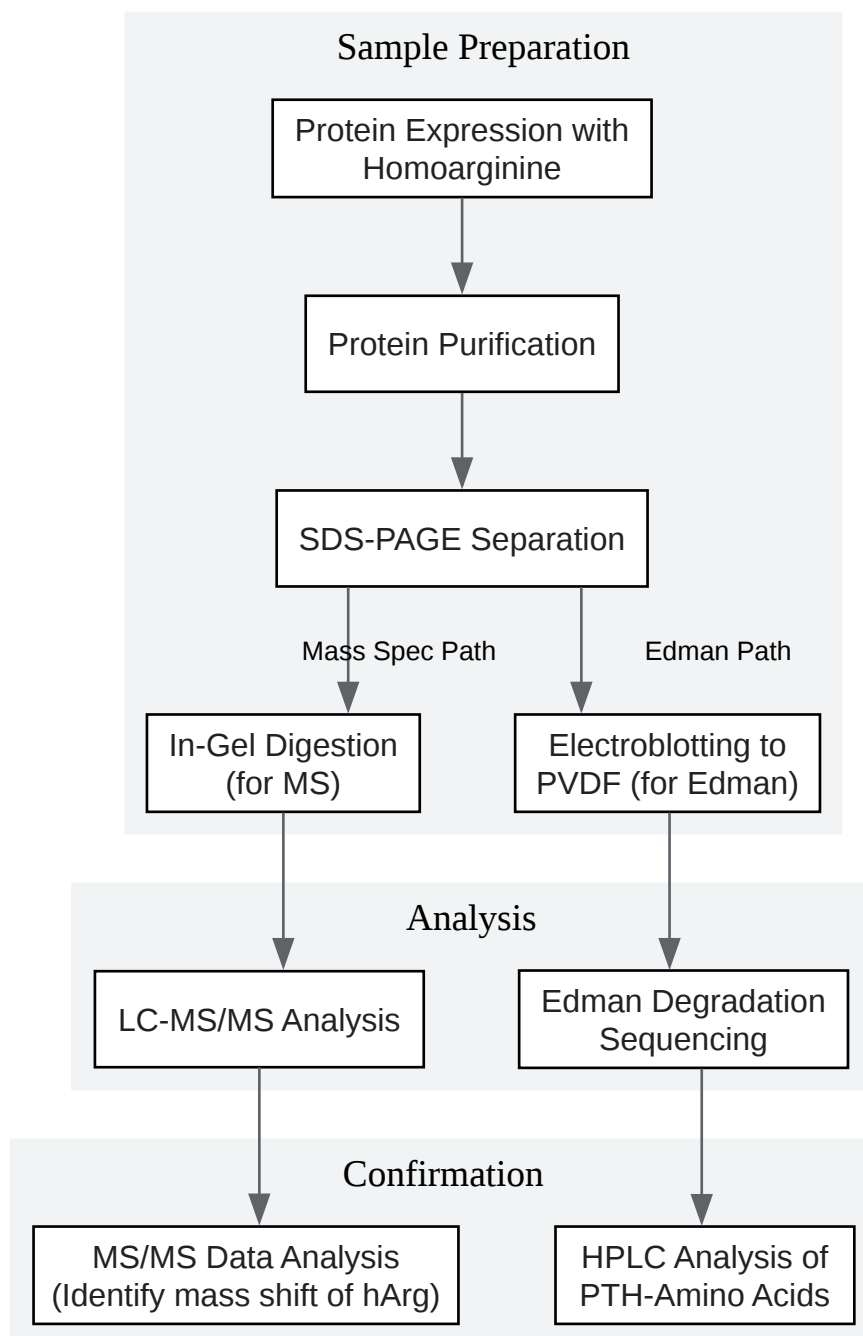 Sample Preparation
Protein Expression with
Homoarginine
Protein Purification
SDS-PAGE Separation
Mass Spec Path
Edman Path
In-Gel Digestion
(for MS)
Electroblotting to
PVDF (for Edman)
Analysis
LC-MS/MS Analysis
Edman Degradation
Sequencing
Confirmation
MS/MS Data Analysis
(Identify mass shift of hArg)
HPLC Analysis of
PTH-Amino Acids